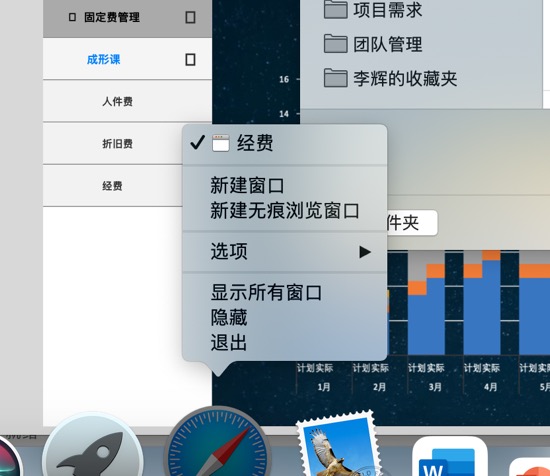 固定费管理
成形课
人件费
折旧费
经费
项目需求
团队管理
李辉的收藏夹
16
14
✓ 经费
新建窗口
新建无痕浏览窗口
选项
显示所有窗口
隐藏
退出
件夹
计划 实际 计划 实际 计划 实际 计划 实际 计划
1月 2月 3月 4月 5月
W